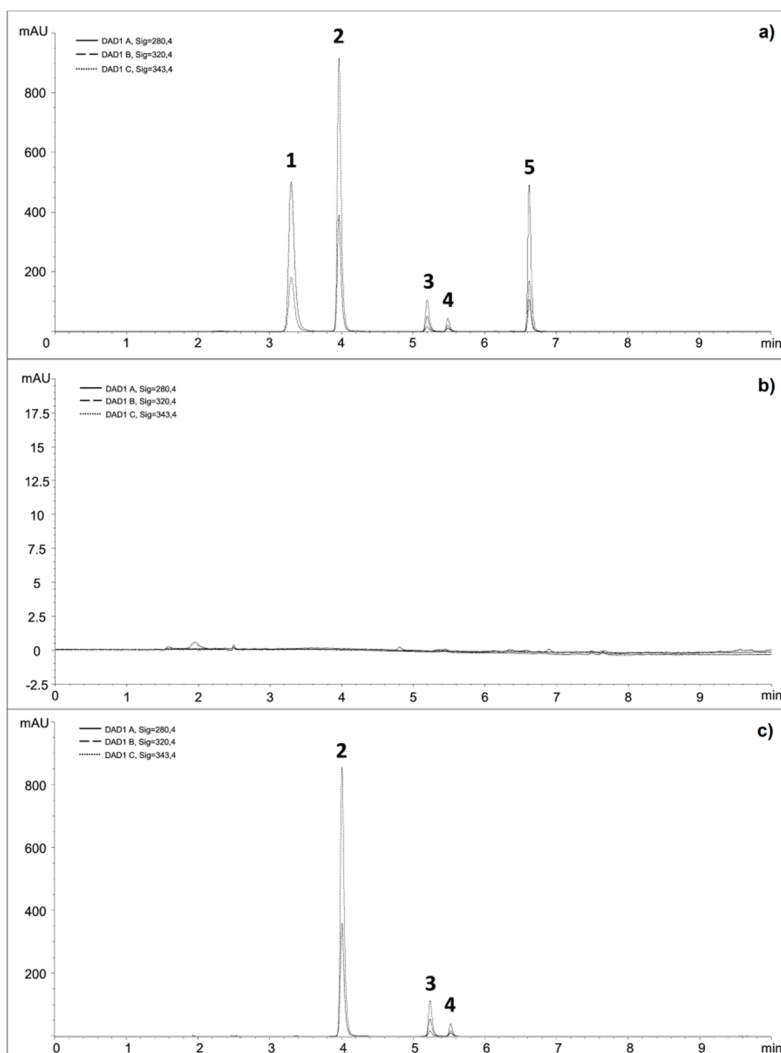 mAU
DAD1 A, Sig=280,4
DAD1 B, Sig=320,4
DAD1 C, Sig=343,4
a)
2
800
600
1
5
400
200
3
4
0 1 2 3 4 5 6 7 8 9 min
mAU
DAD1 A, Sig=280,4
DAD1 B, Sig=320,4
DAD1 C, Sig=343,4
b)
17.5
15
12.5
10
7.5
5
2.5
0
-2.5
0 1 2 3 4 5 6 7 8 9 min
mAU
DAD1 A, Sig=280,4
DAD1 B, Sig=320,4
DAD1 C, Sig=343,4
c)
2
800
600
400
200
3
4
0 1 2 3 4 5 6 7 8 9 min